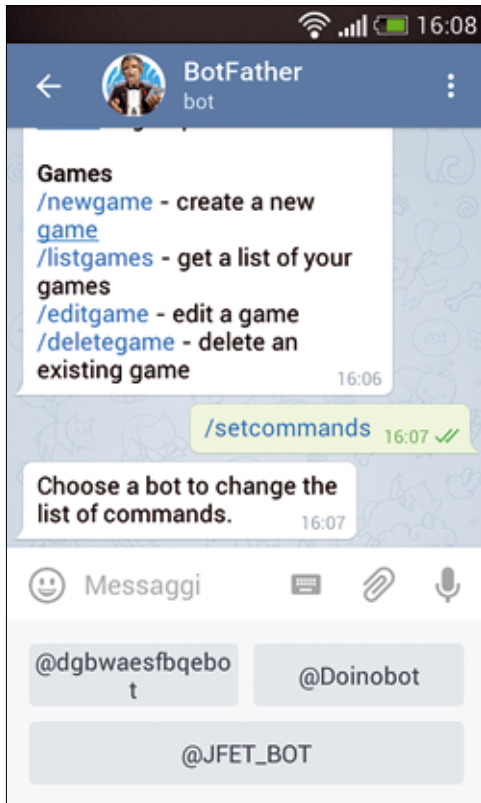 16:08
BotFather
bot
Games
/newgame - create a new
game
/listgames - get a list of your
games
/editgame - edit a game
/deletegame - delete an
existing game
16:06
/setcommands
16:07
Choose a bot to change the
list of commands.
16:07
Messaggi
@dgbwaesfbqebo
t
@Doinobot
@JFET_BOT